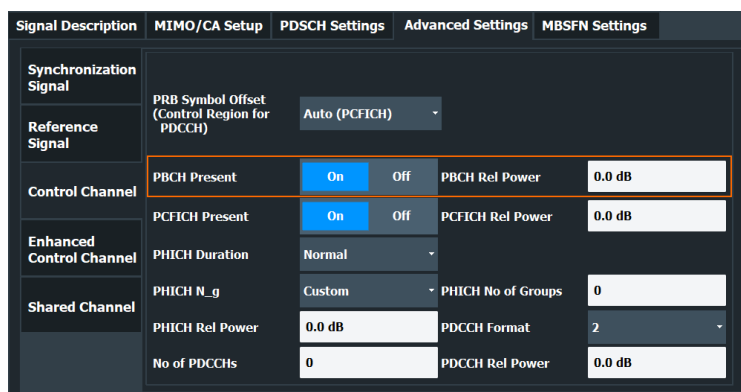 Signal Description MIMO/CA Setup PDSCH Settings Advanced Settings MBSFN Settings
Synchronization
Signal
Reference
Signal
Control Channel
Enhanced
Control Channel
Shared Channel
PRB Symbol Offset
(Control Region for
PDCCH)
Auto (PCFICH)
PBCH Present On Off PBCH Rel Power 0.0 dB
PCFICH Present On Off PCFICH Rel Power 0.0 dB
PHICH Duration Normal
PHICH N_g Custom PHICH No of Groups 0
PHICH Rel Power 0.0 dB PDCCH Format 2
No of PDCCHs 0 PDCCH Rel Power 0.0 dB